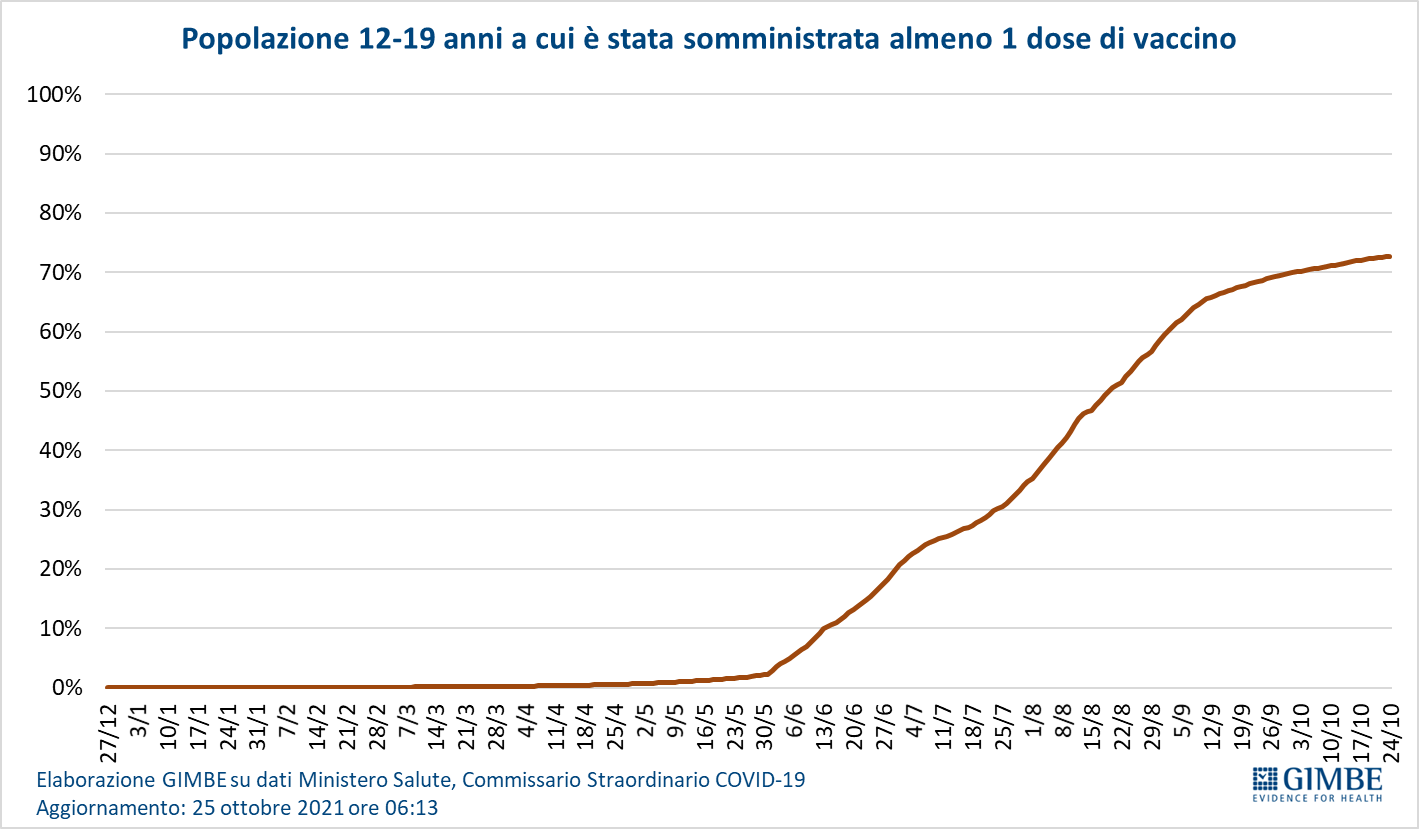 Popolazione 12-19 anni a cui è stata somministrata almeno 1 dose di vaccino
100%
90%
80%
70%
60%
50%
40%
30%
20%
10%
0%
27/12 3/1 10/1 17/1 24/1 31/1 7/2 14/2 21/2 28/2 7/3 14/3 21/3 28/3 4/4 11/4 18/4 25/4 2/5 9/5 16/5 23/5 30/5 6/6 13/6 20/6 27/6 4/7 11/7 18/7 25/7 1/8 8/8 15/8 22/8 29/8 5/9 12/9 19/9 26/9 3/10 10/10 17/10 24/10
Elaborazione GIMBE su dati Ministero Salute, Commissario Straordinario COVID-19
Aggiornamento: 25 ottobre 2021 ore 06:13
GIMBE
EVIDENCE FOR HEALTH